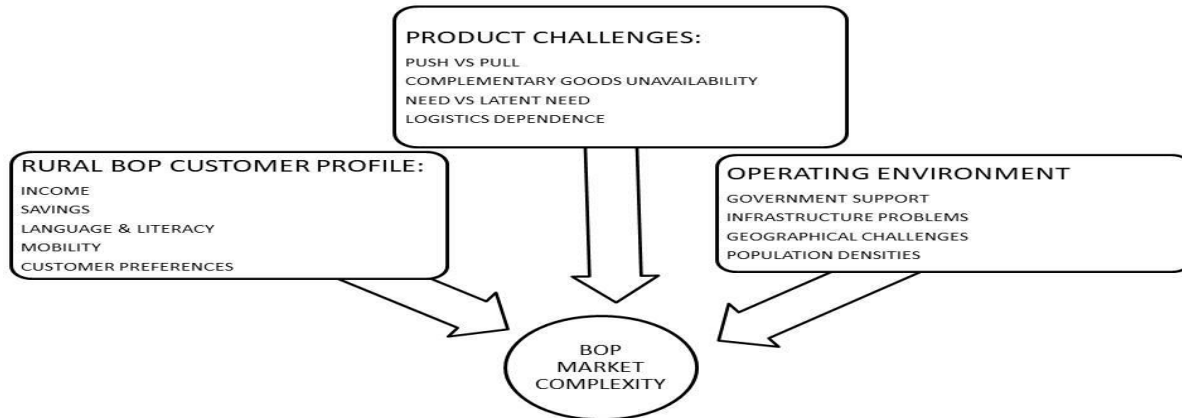 PRODUCT CHALLENGES:
PUSH VS PULL
COMPLEMENTARY GOODS UNAVAILABILITY
NEED VS LATENT NEED
LOGISTICS DEPENDENCE
RURAL BOP CUSTOMER PROFILE:
INCOME
SAVINGS
LANGUAGE & LITERACY
MOBILITY
CUSTOMER PREFERENCES
OPERATING ENVIRONMENT
GOVERNMENT SUPPORT
INFRASTRUCTURE PROBLEMS
GEOGRAPHICAL CHALLENGES
POPULATION DENSITIES
BOP
MARKET
COMPLEXITY